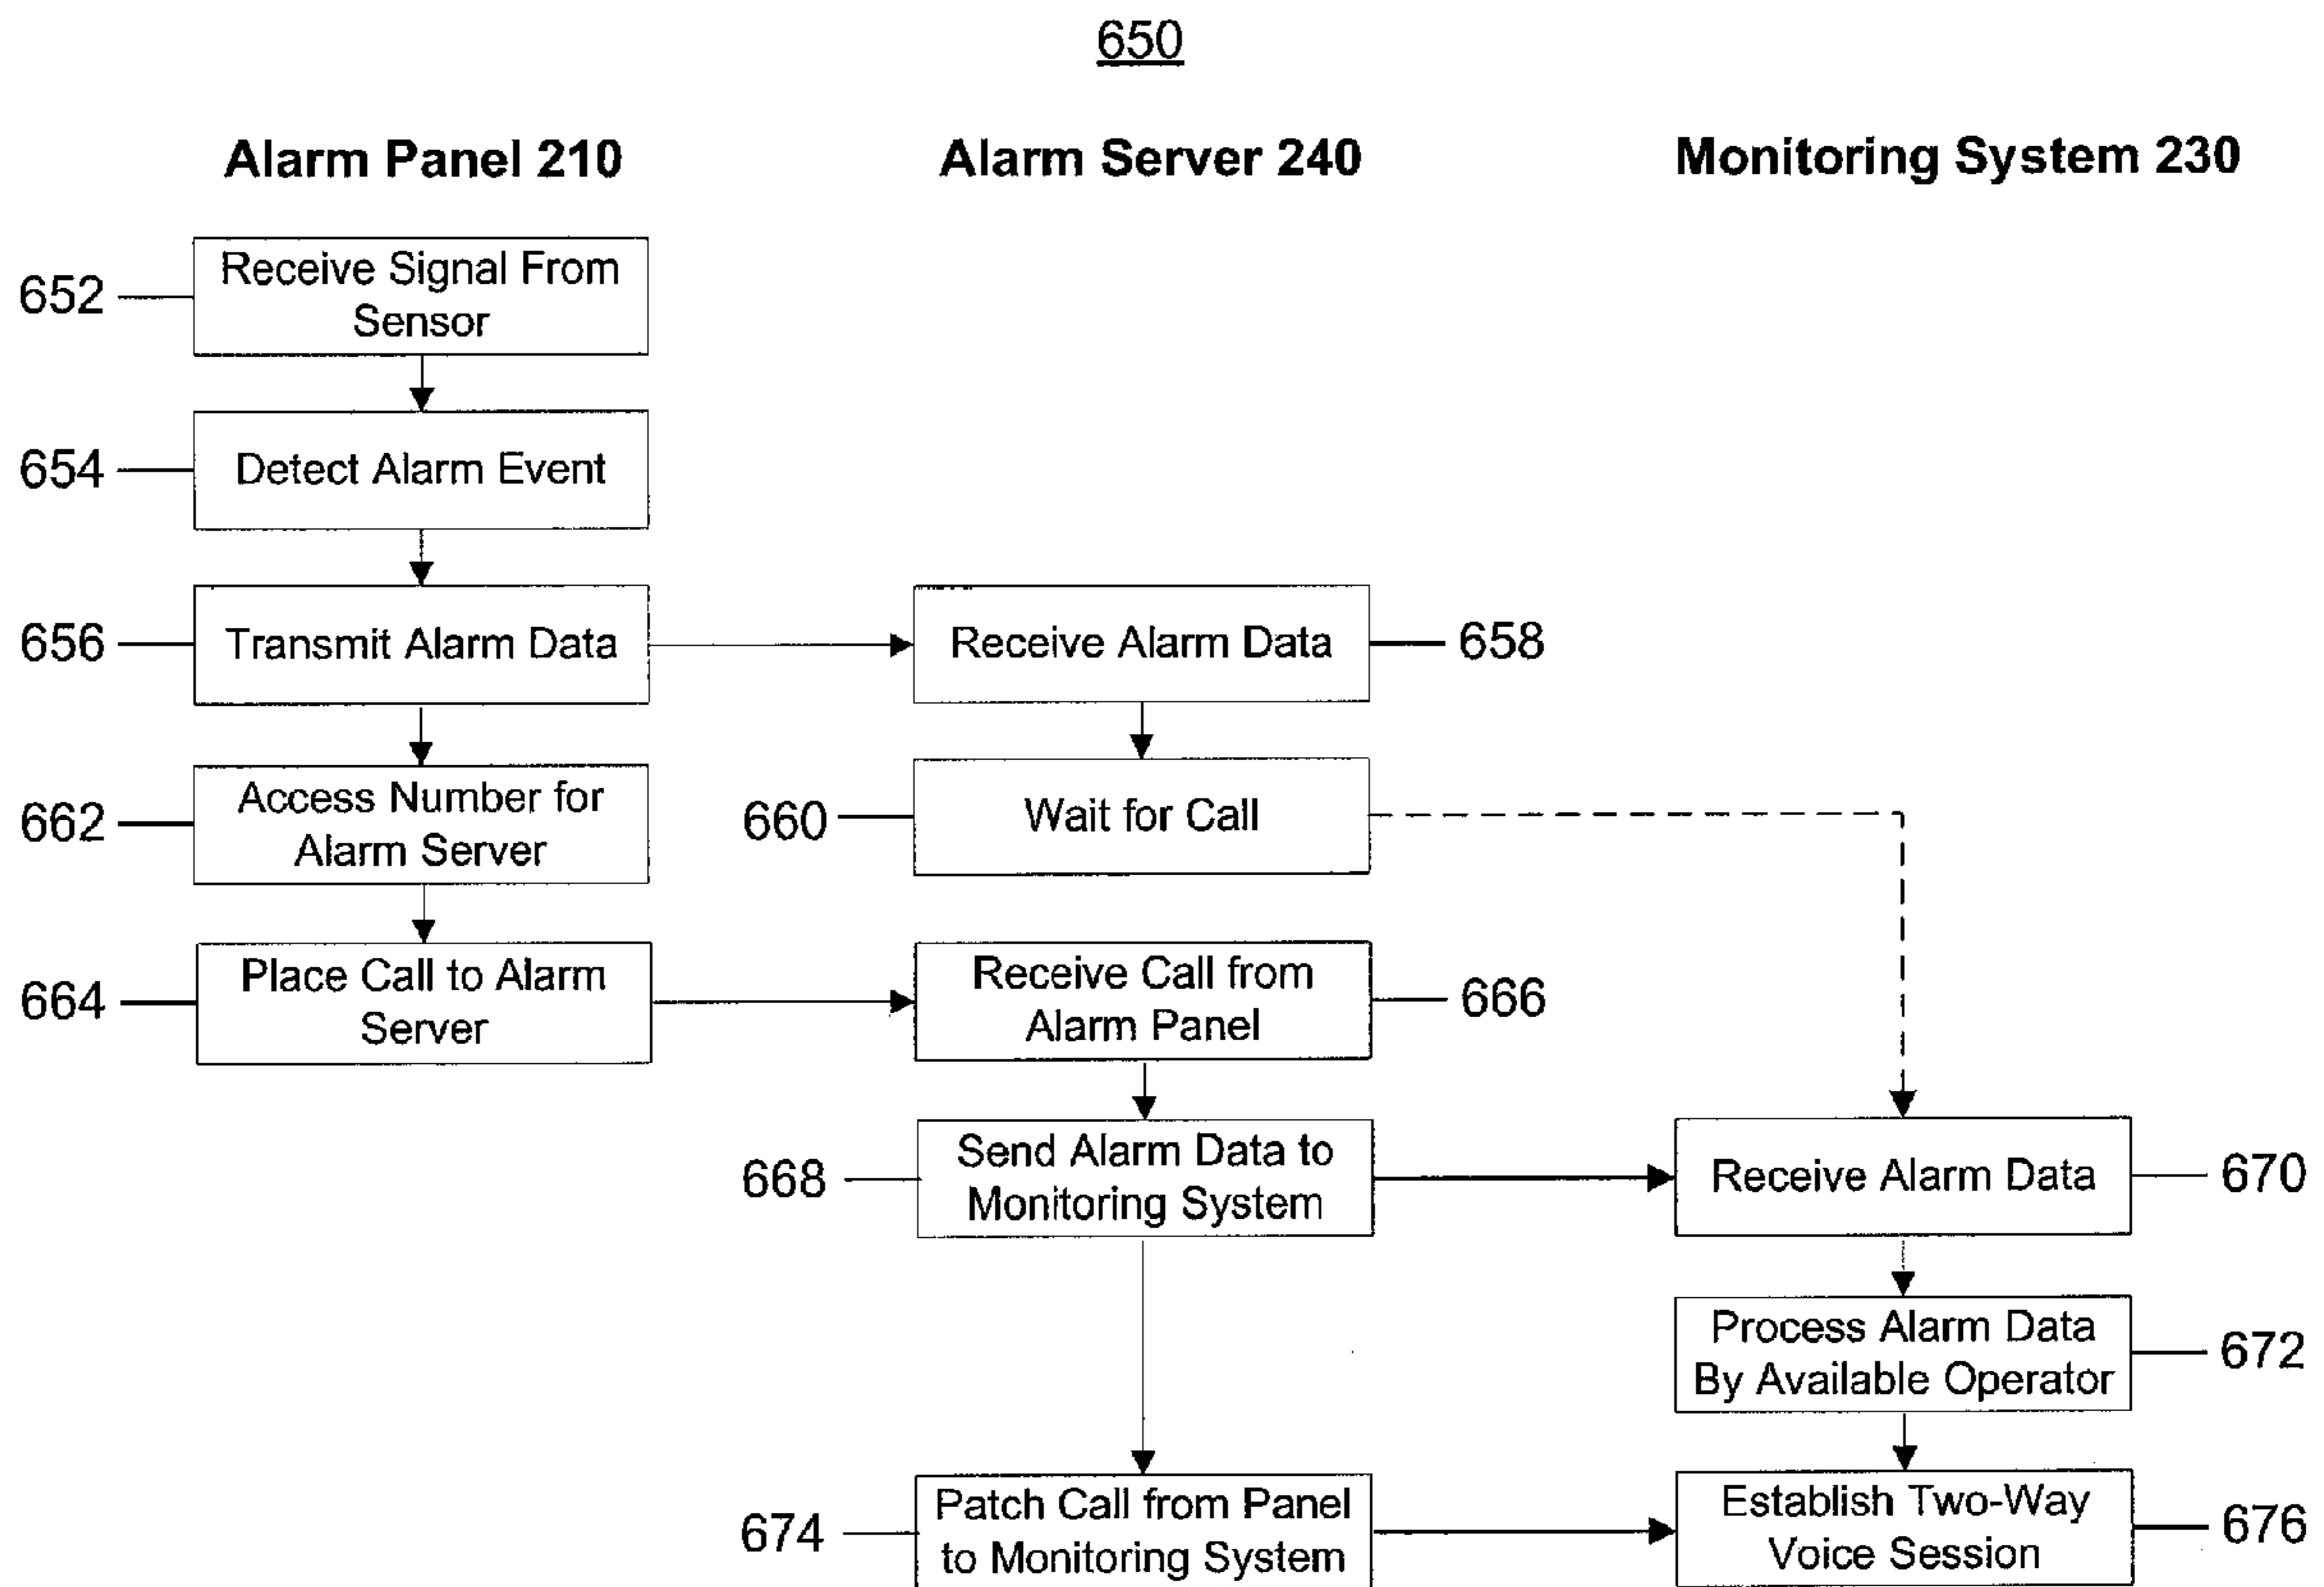 650
Alarm Panel 210
Alarm Server 240
Monitoring System 230
652
Receive Signal From
Sensor
654
Detect Alarm Event
656
Transmit Alarm Data
Receive Alarm Data
658
662
Access Number for
Alarm Server
660
Wait for Call
664
Place Call to Alarm
Server
Receive Call from
Alarm Panel
666
668
Send Alarm Data to
Monitoring System
Receive Alarm Data
670
Process Alarm Data
By Available Operator
672
674
Patch Call from Panel
to Monitoring System
Establish Two-Way
Voice Session
676